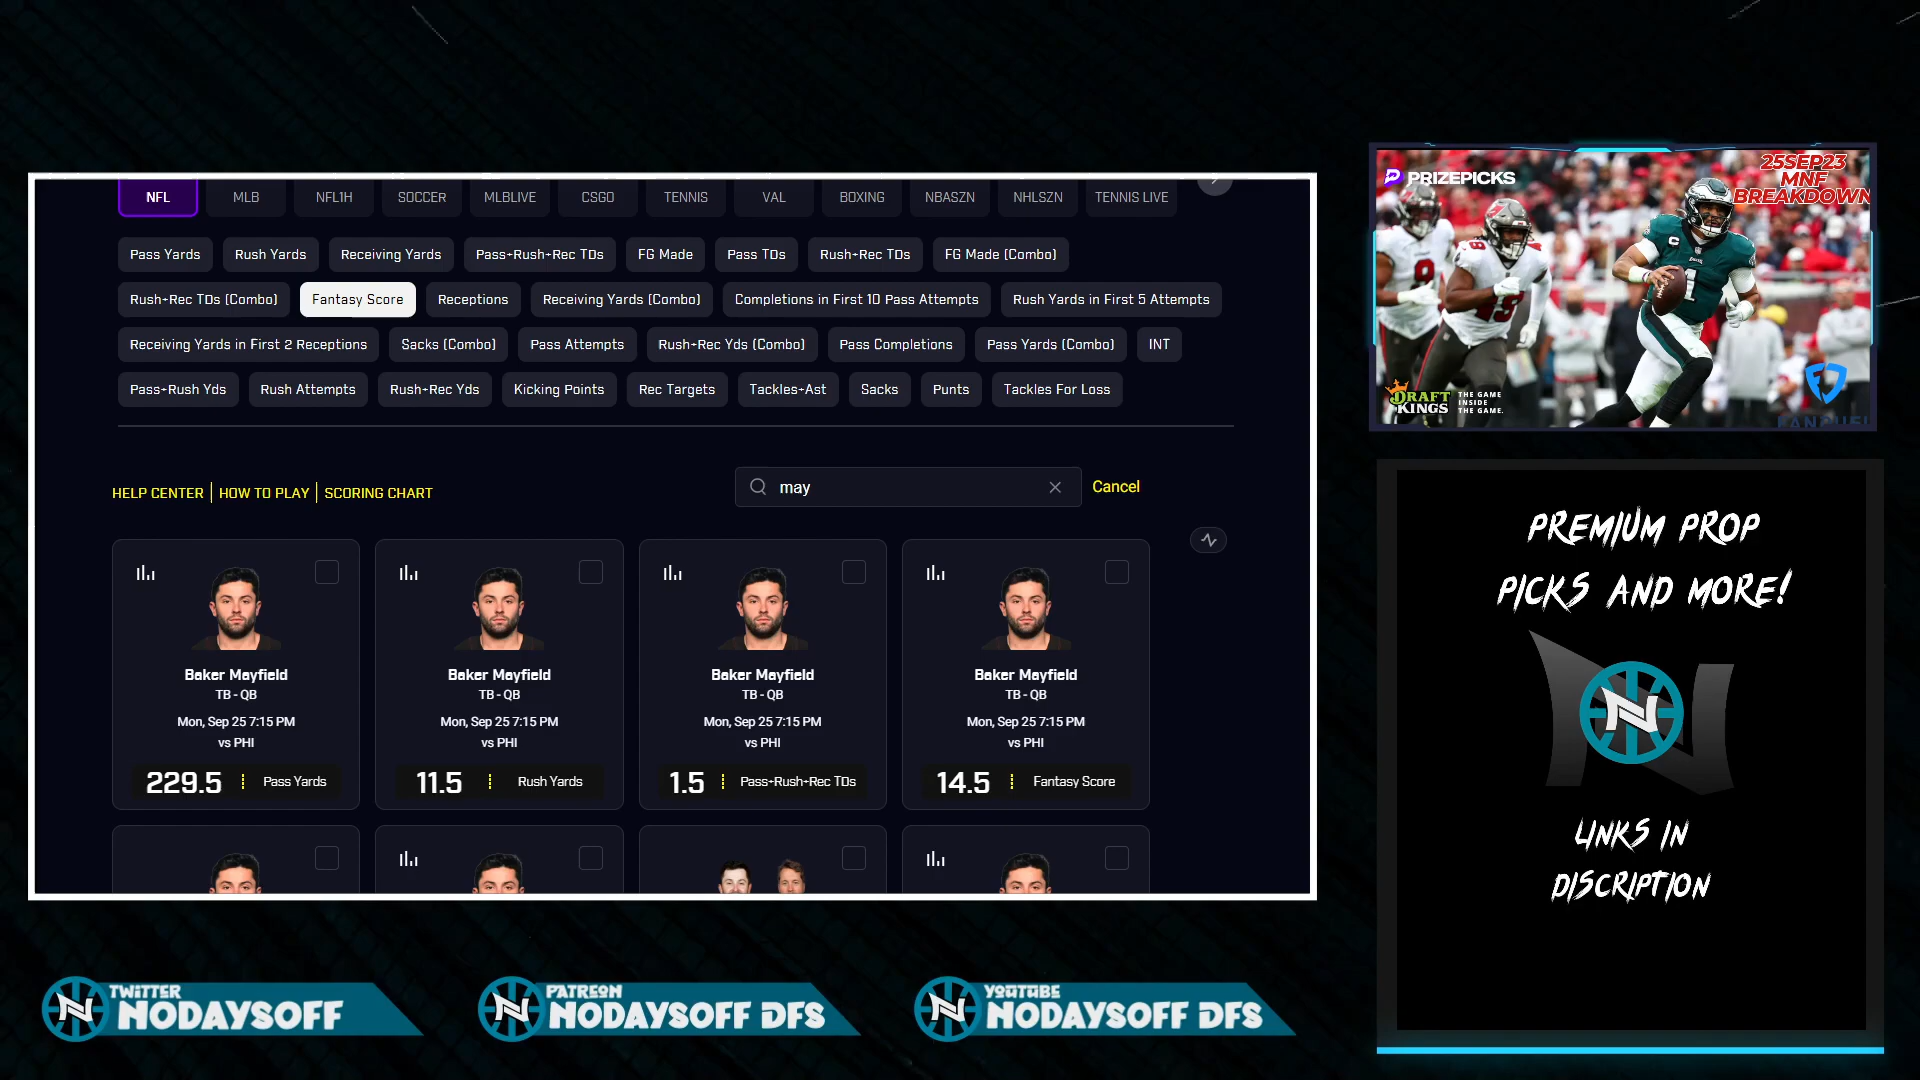 NFL
MLB
NFL1H
SOCCER
MLBLIVE
CSGO
TENNIS
VAL
BOXING
NBASZN
NHLSZN
TENNIS LIVE
Pass Yards
Rush Yards
Receiving Yards
Pass+Rush+Rec TDs
FG Made
Pass TDs
Rush+Rec TDs
FG Made (Combo)
Rush+Rec TDs (Combo)
Fantasy Score
Receptions
Receiving Yards (Combo)
Completions in First 10 Pass Attempts
Rush Yards in First 5 Attempts
Receiving Yards in First 2 Receptions
Sacks (Combo)
Pass Attempts
Rush+Rec Yds (Combo)
Pass Completions
Pass Yards (Combo)
INT
Pass+Rush Yds
Rush Attempts
Rush+Rec Yds
Kicking Points
Rec Targets
Tackles+Ast
Sacks
Punts
Tackles For Loss
HELP CENTER
HOW TO PLAY
SCORING CHART
may
Cancel
Baker Mayfield
TB - QB
Mon, Sep 25 7:15 PM
vs PHI
229.5
Pass Yards
Baker Mayfield
TB - QB
Mon, Sep 25 7:15 PM
vs PHI
11.5
Rush Yards
Baker Mayfield
TB - QB
Mon, Sep 25 7:15 PM
vs PHI
1.5
Pass+Rush+Rec TDs
Baker Mayfield
TB - QB
Mon, Sep 25 7:15 PM
vs PHI
14.5
Fantasy Score
PRIZEPICKS
25SEP23
MNF
BREAKDOWN
DRAFT
KINGS
THE GAME
INSIDE
THE GAME.
PREMIUM PROP
PICKS AND MORE!
LINKS IN
DISCRIPTION
TWITTER
NODAYSOFF
PATREON
NODAYSOFF DFS
YOUTUBE
NODAYSOFF DFS